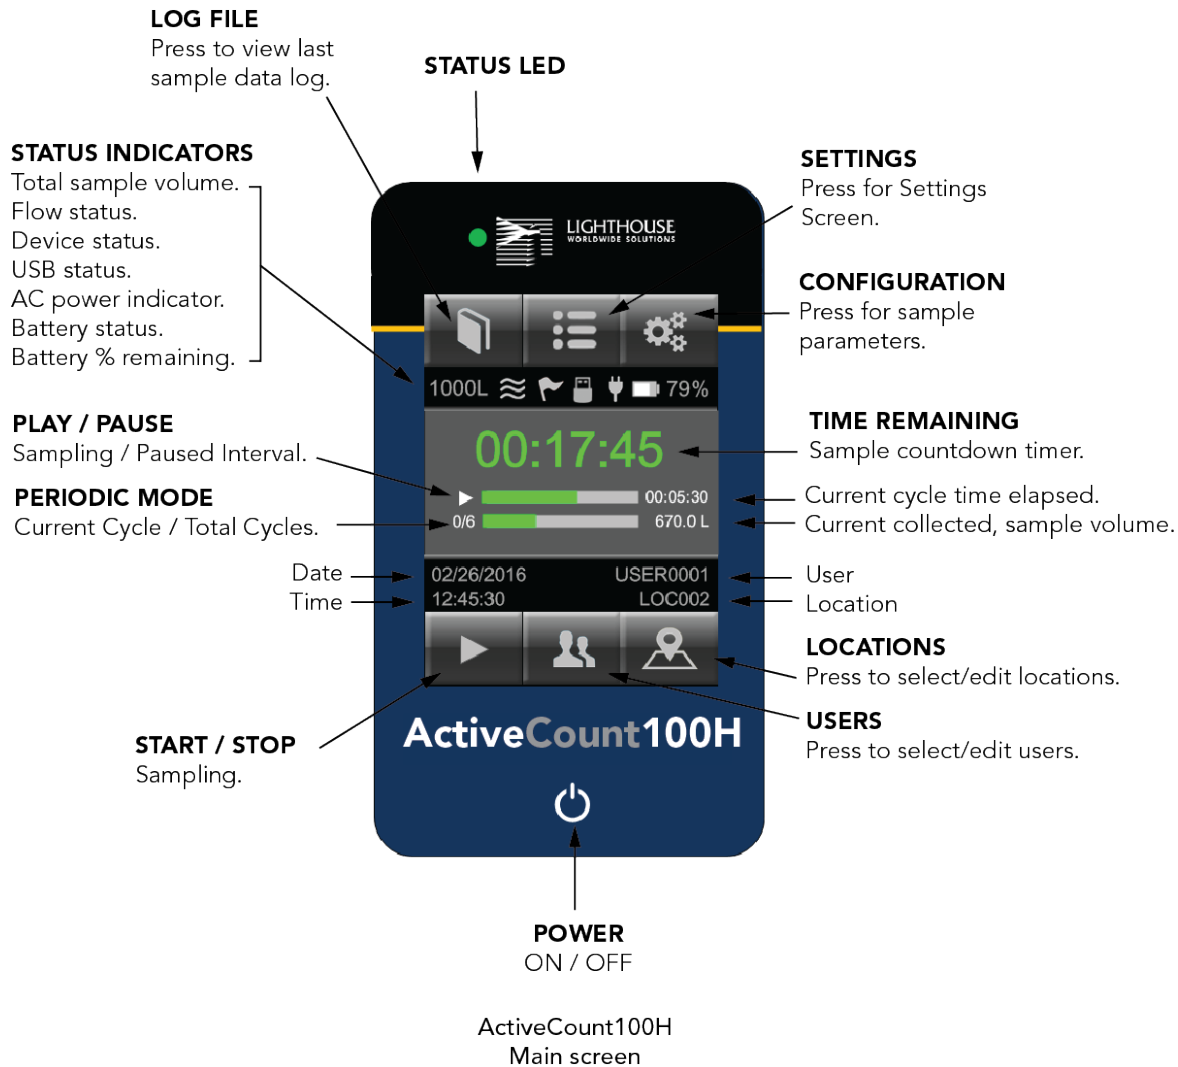 LOG FILE
Press to view last
sample data log.
STATUS LED
STATUS INDICATORS
Total sample volume.
Flow status.
Device status.
USB status.
AC power indicator.
Battery status.
Battery % remaining.
SETTINGS
Press for Settings
Screen.
CONFIGURATION
Press for sample
parameters.
LIGHTHOUSE
WORLDWIDE SOLUTIONS
1000L
79%
PLAY / PAUSE
Sampling / Paused Interval.
PERIODIC MODE
Current Cycle / Total Cycles.
00:17:45
00:05:30
0/6
670.0 L
TIME REMAINING
Sample countdown timer.
Current cycle time elapsed.
Current collected, sample volume.
Date
Time
02/26/2016
USER0001
12:45:30
LOC002
User
Location
LOCATIONS
Press to select/edit locations.
USERS
Press to select/edit users.
START / STOP
Sampling.
ActiveCount100H
POWER
ON / OFF
ActiveCount100H
Main screen